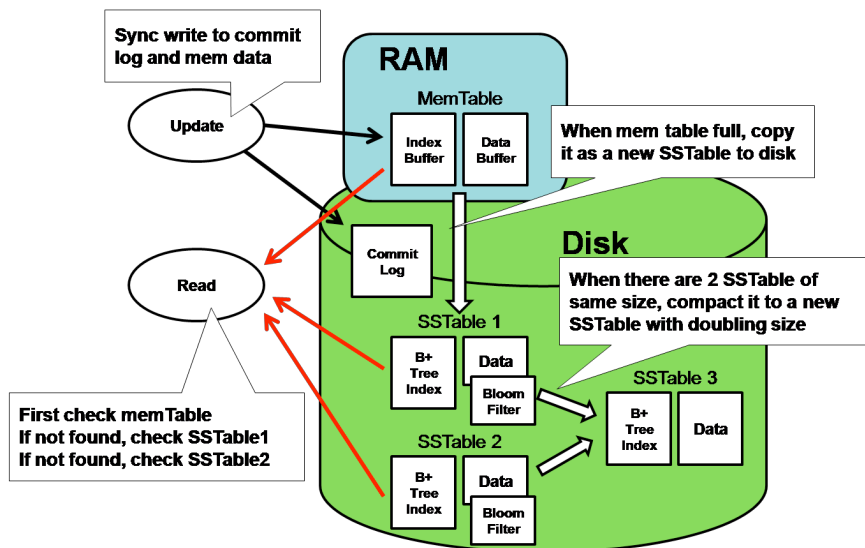 Sync write to commit
log and mem data
RAM
MemTable
Update
Index
Buffer
Data
Buffer
When mem table full, copy
it as a new SSTable to disk
Commit
Log
Disk
Read
When there are 2 SSTable of
same size, compact it to a new
SSTable with doubling size
SSTable 1
B+
Tree
Index
Data
Bloom
Filter
SSTable 3
B+
Tree
Index
Data
First check memTable
If not found, check SSTable1
If not found, check SSTable2
SSTable 2
B+
Tree
Index
Data
Bloom
Filter